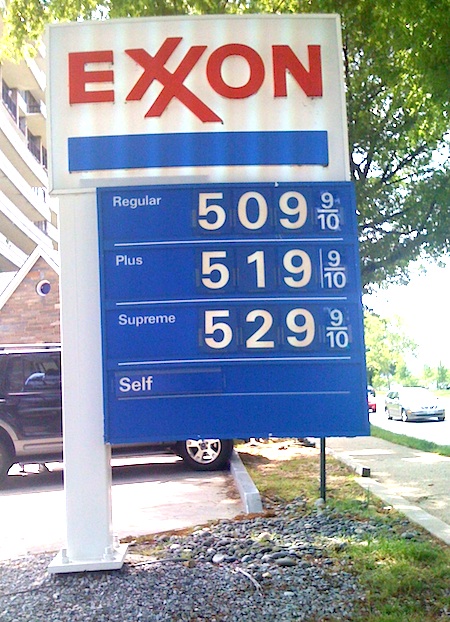 EXXON
Regular 509 9/10
Plus 519 9/10
Supreme 529 9/10
Self